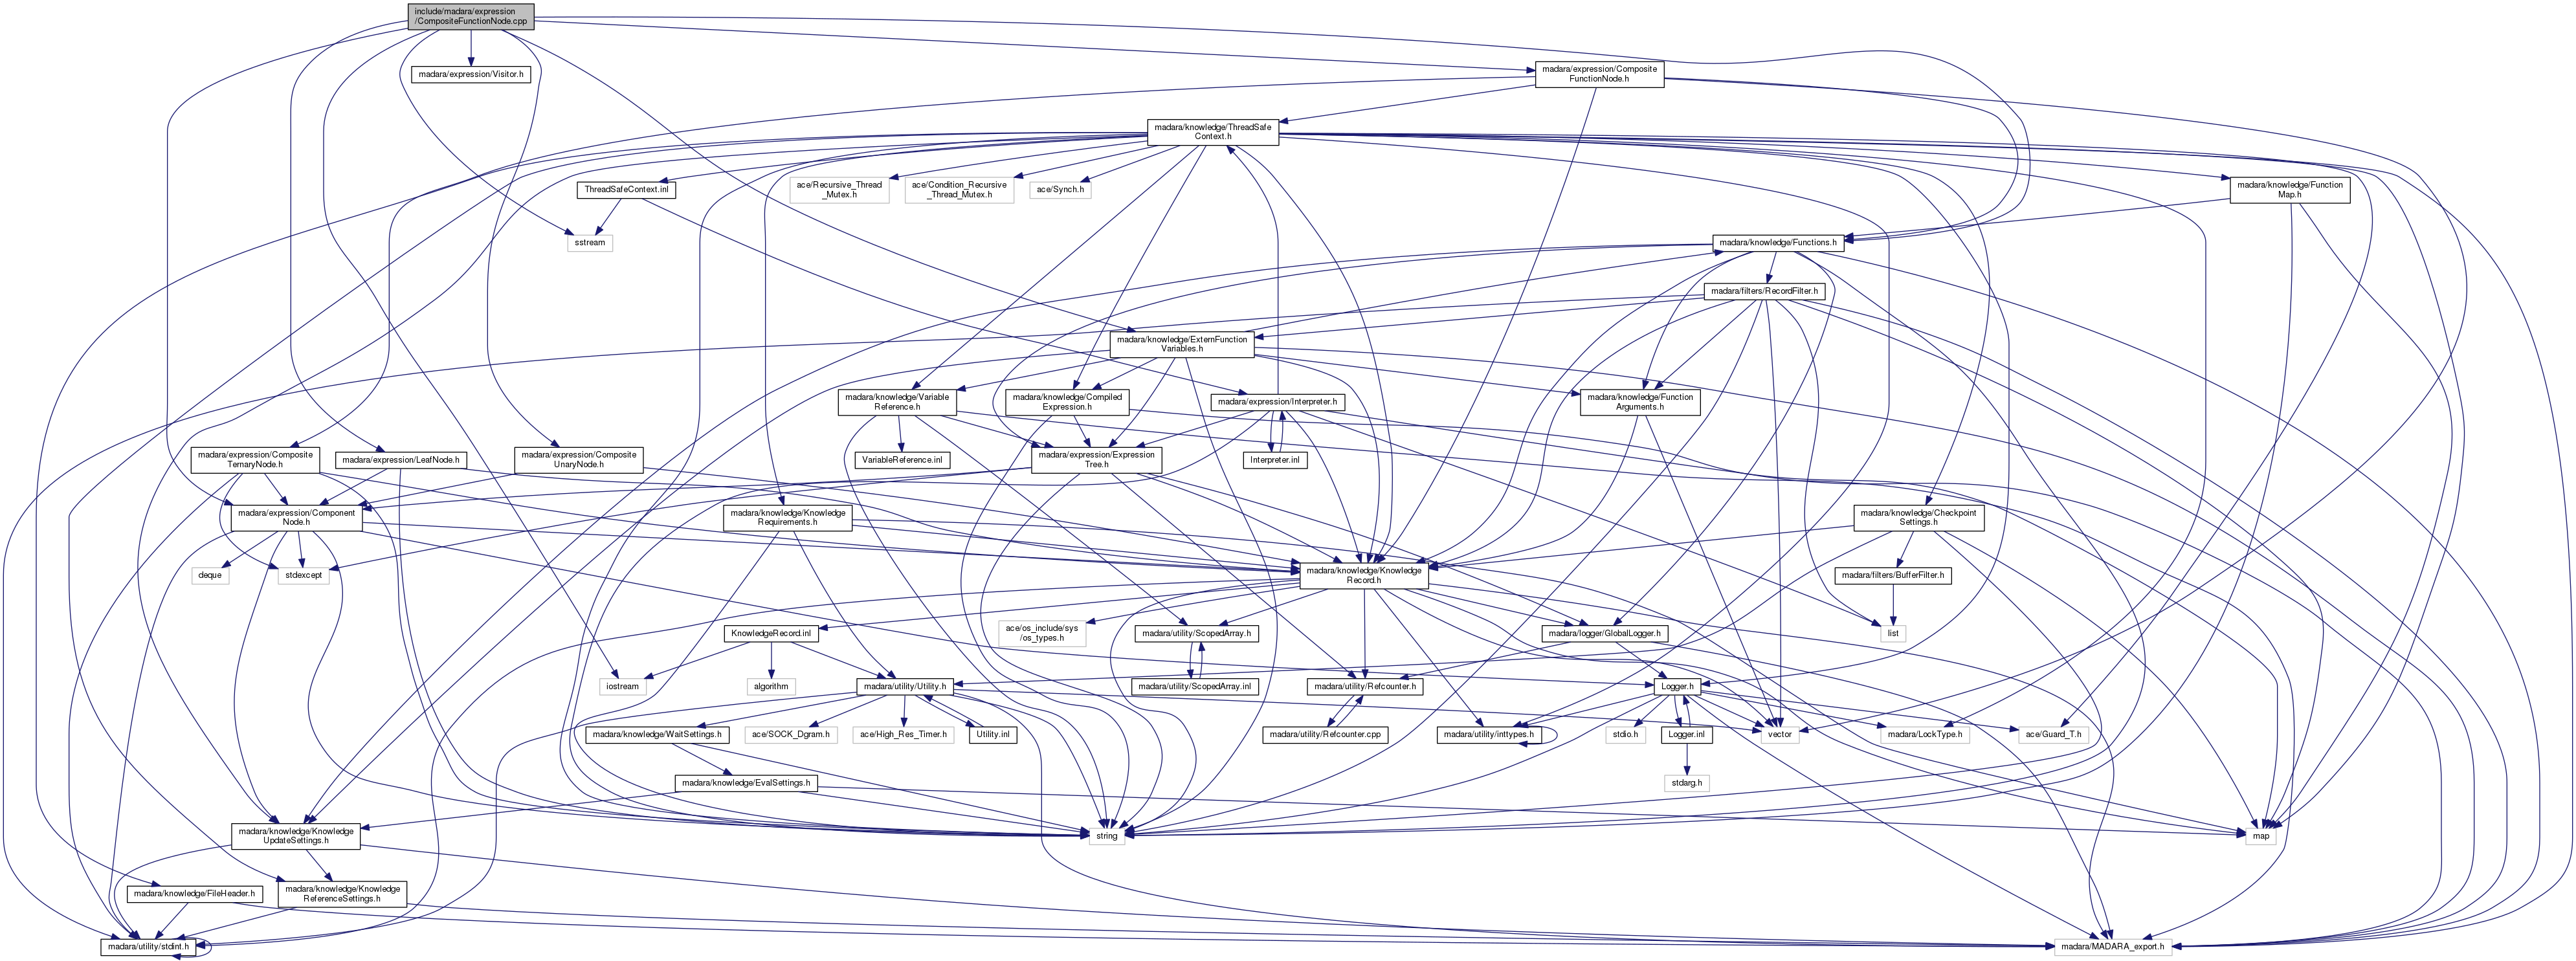 include/madara/expression
/CompositeFunctionNode.cpp
madara/expression/Visitor.h
madara/expression/Composite
FunctionNode.h
madara/knowledge/ThreadSafe
Context.h
ThreadSafeContext.inl
ace/Recursive_Thread
_Mutex.h
ace/Condition_Recursive
_Thread_Mutex.h
ace/Synch.h
madara/knowledge/Function
Map.h
sstream
madara/knowledge/Functions.h
madara/filters/RecordFilter.h
madara/knowledge/ExternFunction
Variables.h
madara/knowledge/Variable
Reference.h
madara/knowledge/Compiled
Expression.h
madara/expression/Interpreter.h
madara/knowledge/Function
Arguments.h
madara/expression/Composite
TernaryNode.h
madara/expression/LeafNode.h
madara/expression/Composite
UnaryNode.h
VariableReference.inl
madara/expression/Expression
Tree.h
Interpreter.inl
madara/expression/Component
Node.h
madara/knowledge/Knowledge
Requirements.h
madara/knowledge/Checkpoint
Settings.h
deque
stdexcept
madara/knowledge/Knowledge
Record.h
madara/filters/BufferFilter.h
KnowledgeRecord.inl
ace/os_include/sys
/os_types.h
madara/utility/ScopedArray.h
madara/logger/GlobalLogger.h
list
iostream
algorithm
madara/utility/Utility.h
madara/utility/ScopedArray.inl
madara/utility/Refcounter.h
Logger.h
madara/knowledge/WaitSettings.h
ace/SOCK_Dgram.h
ace/High_Res_Timer.h
Utility.inl
madara/utility/Refcounter.cpp
madara/utility/inttypes.h
stdio.h
Logger.inl
vector
madara/LockType.h
ace/Guard_T.h
madara/knowledge/EvalSettings.h
stdarg.h
madara/knowledge/Knowledge
UpdateSettings.h
string
map
madara/knowledge/FileHeader.h
madara/knowledge/Knowledge
ReferenceSettings.h
madara/utility/stdint.h
madara/MADARA_export.h